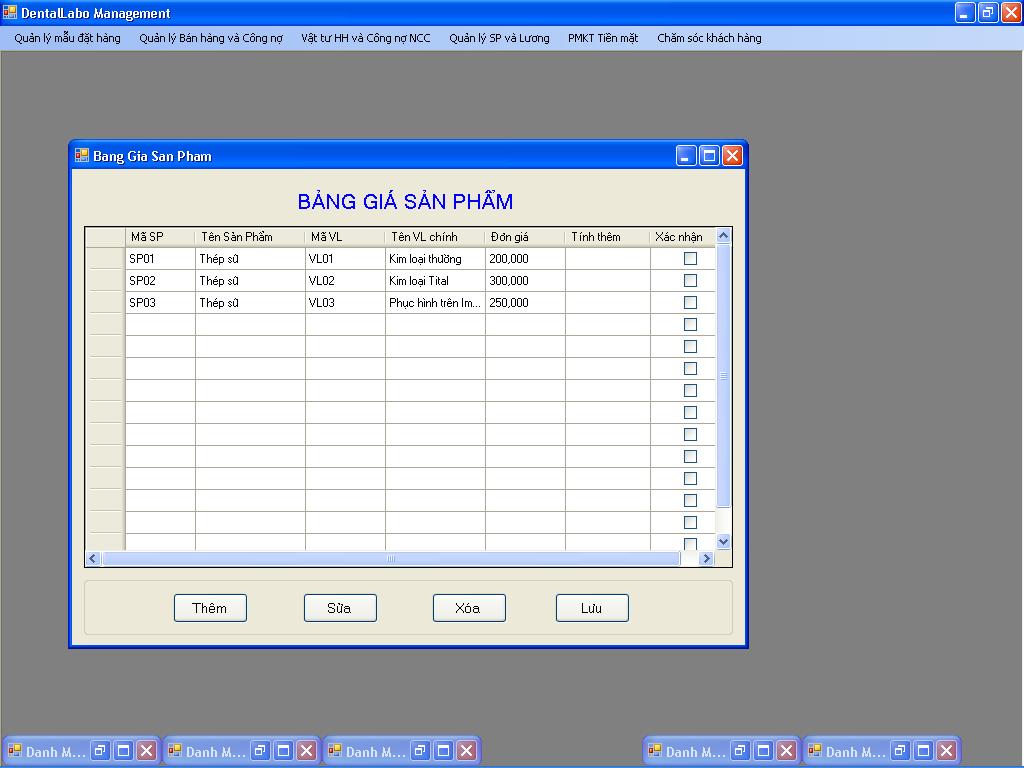 DentalLabo Management
Quản lý mẫu đặt hàng Quản lý Bán hàng và Công nợ Vật tư HH và Công nợ NCC Quản lý SP và Lương PMKT Tiền mặt Chăm sóc khách hàng
Bang Gia San Pham
BẢNG GIÁ SẢN PHẨM
Mã SP Tên Sản Phẩm Mã VL Tên VL chính Đơn giá Tính thêm Xác nhận
SP01 Thép sũ VL01 Kim loại thường 200,000
SP02 Thép sũ VL02 Kim loại Tital 300,000
SP03 Thép sũ VL03 Phục hình trên Im... 250,000
Thêm Sửa Xóa Lưu
Danh M... Danh M... Danh M... Danh M... Danh M...